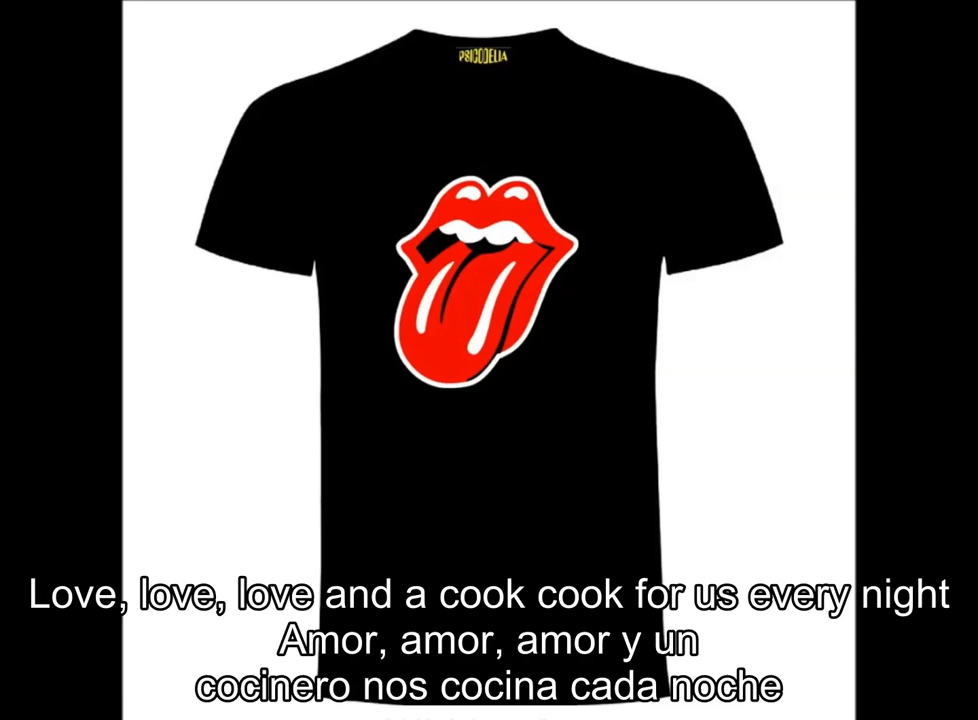 PSICODELIA
Love, love, love and a cook cook for us every night
Amor, amor, amor y un
cocinero nos cocina cada noche